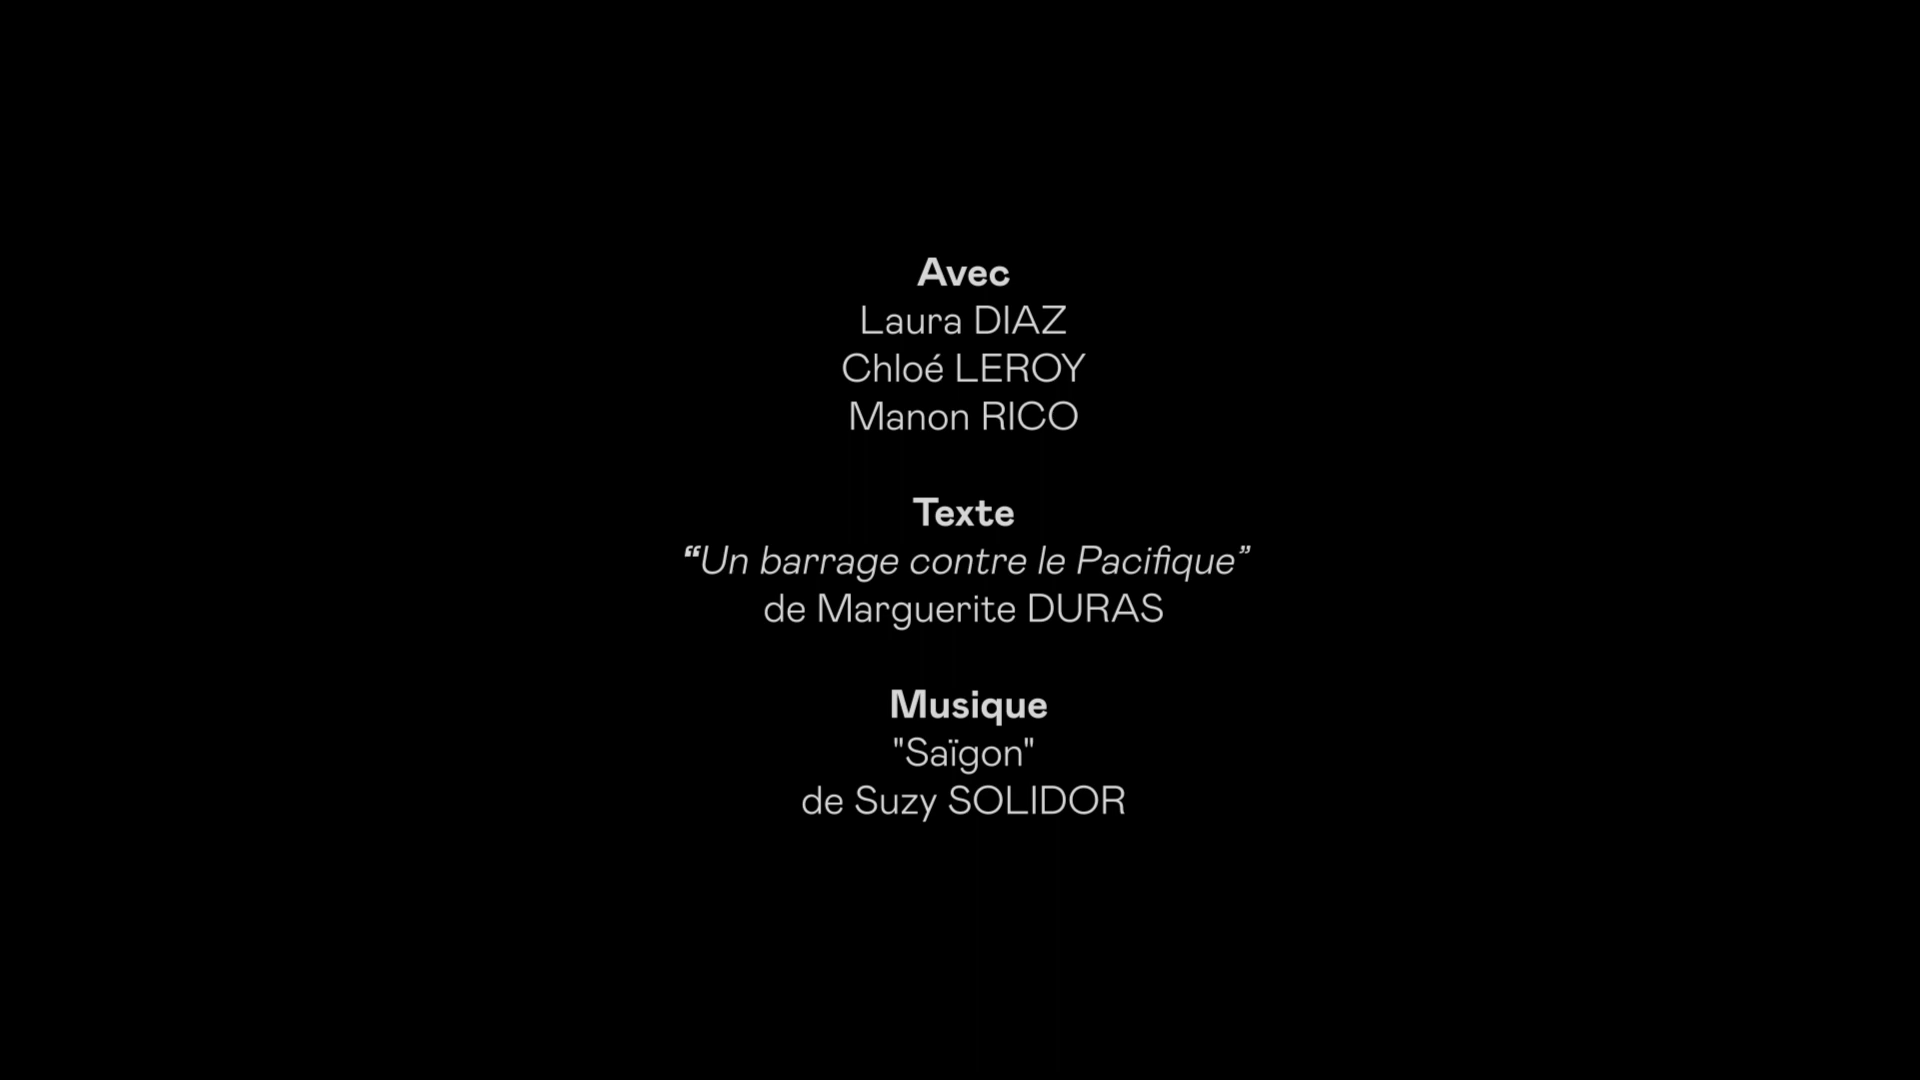 Avec
Laura DIAZ
Chloé LEROY
Manon RICO
Texte
“Un barrage contre le Pacifique”
de Marguerite DURAS
Musique
"Saïgon"
de Suzy SOLIDOR